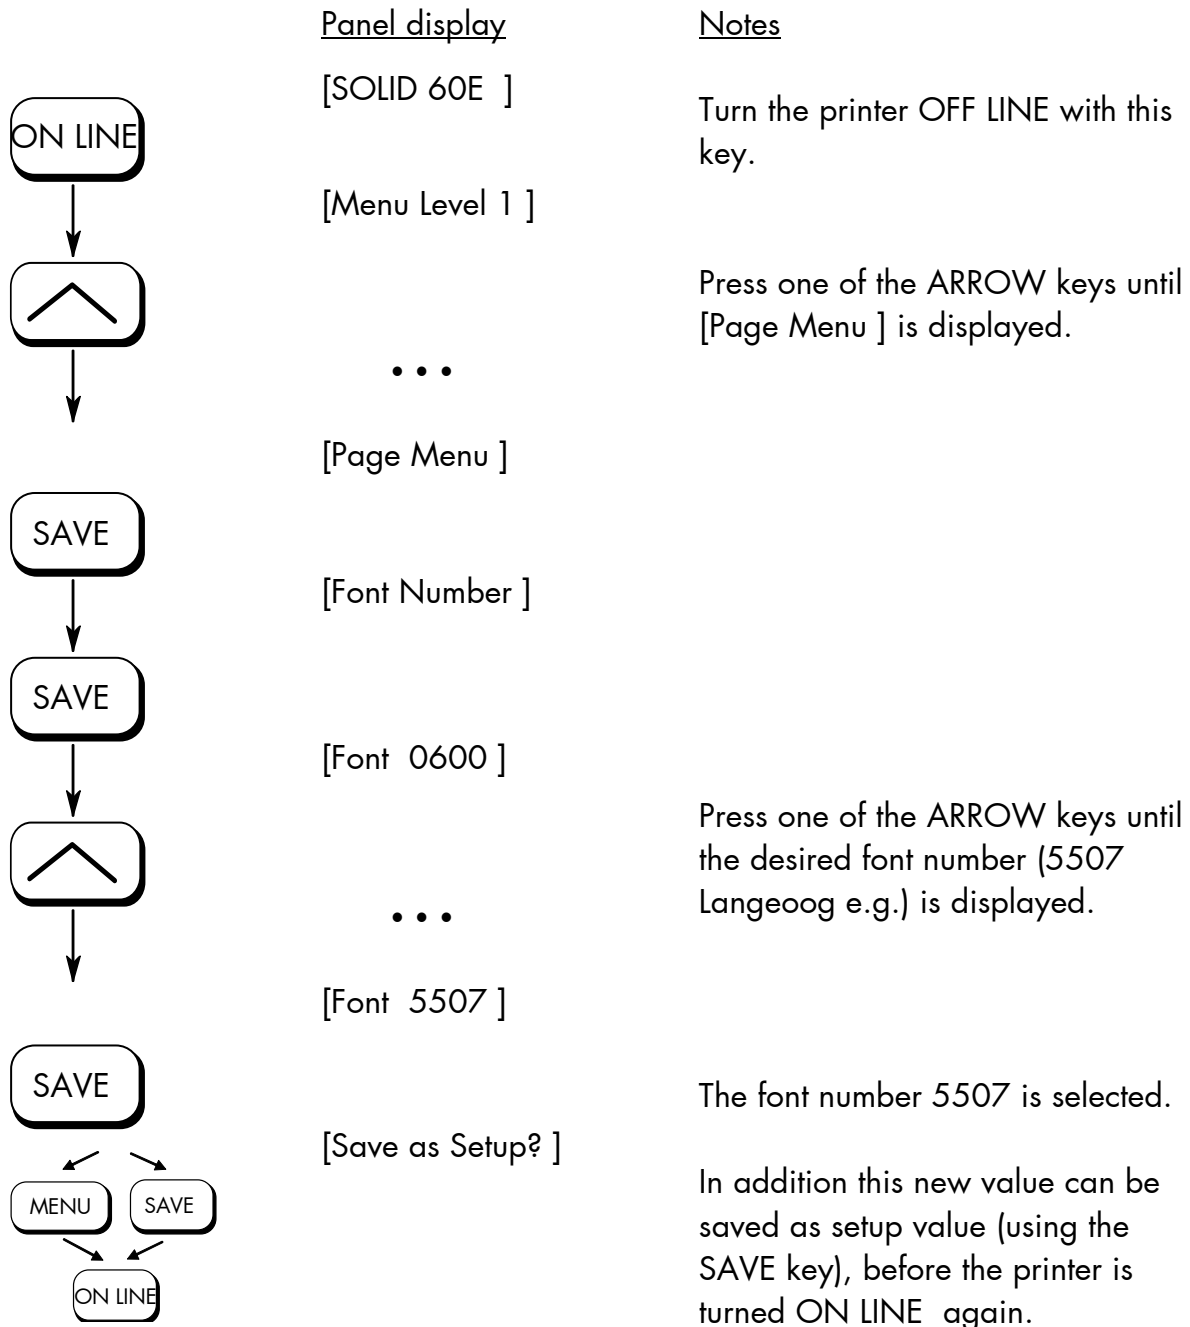 Panel display
Notes
[SOLID 60E ]
ON LINE
Turn the printer OFF LINE with this
key.
[Menu Level 1 ]
Press one of the ARROW keys until
[Page Menu ] is displayed.
• • •
[Page Menu ]
SAVE
[Font Number ]
SAVE
[Font 0600 ]
Press one of the ARROW keys until
the desired font number (5507
Langeoog e.g.) is displayed.
• • •
[Font 5507 ]
SAVE
The font number 5507 is selected.
[Save as Setup? ]
MENU
SAVE
In addition this new value can be
saved as setup value (using the
SAVE key), before the printer is
turned ON LINE again.
ON LINE